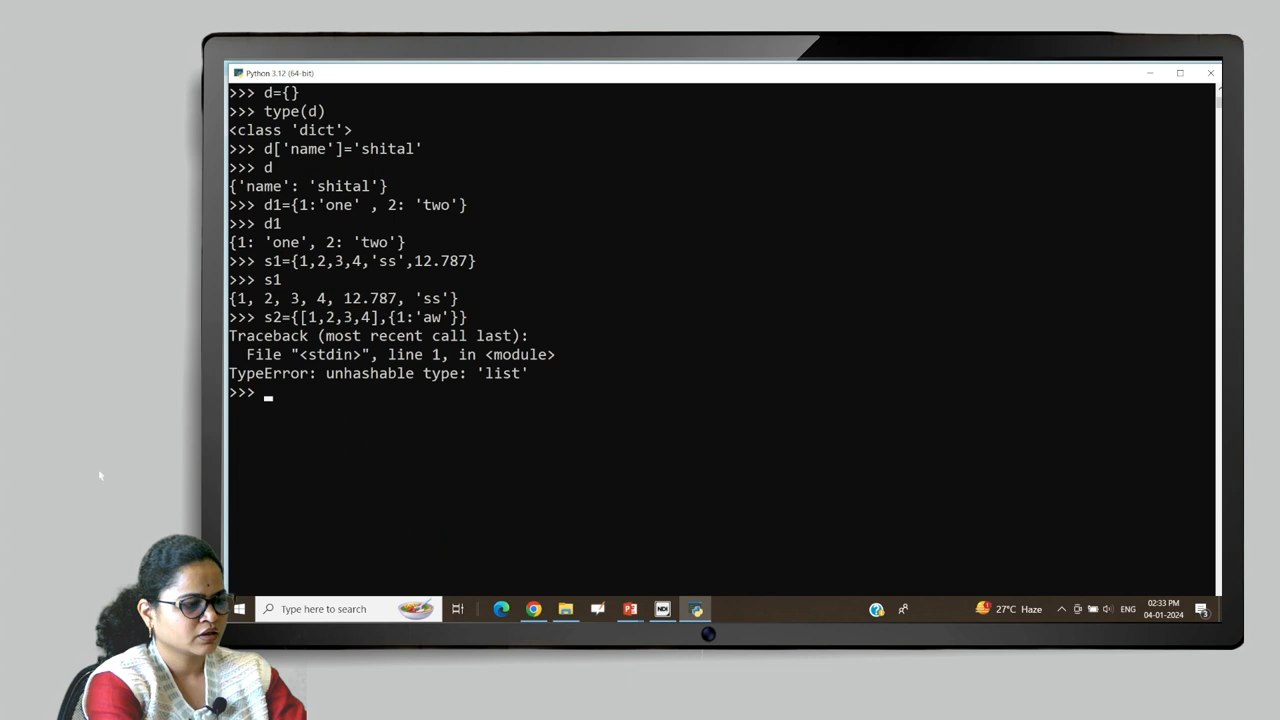 Python 3.12 (64-bit)
>>> d={}
>>> type(d)
<class 'dict'>
>>> d['name']='shital'
>>> d
{'name': 'shital'}
>>> d1={1:'one' , 2: 'two'}
>>> d1
{1: 'one', 2: 'two'}
>>> s1={1,2,3,4,'ss',12.787}
>>> s1
{1, 2, 3, 4, 12.787, 'ss'}
>>> s2={[1,2,3,4],{1:'aw'}}
Traceback (most recent call last):
  File "<stdin>", line 1, in <module>
TypeError: unhashable type: 'list'
>>>
Type here to search
NDI
27°C Haze
ENG
02:33 PM
04-01-2024
3